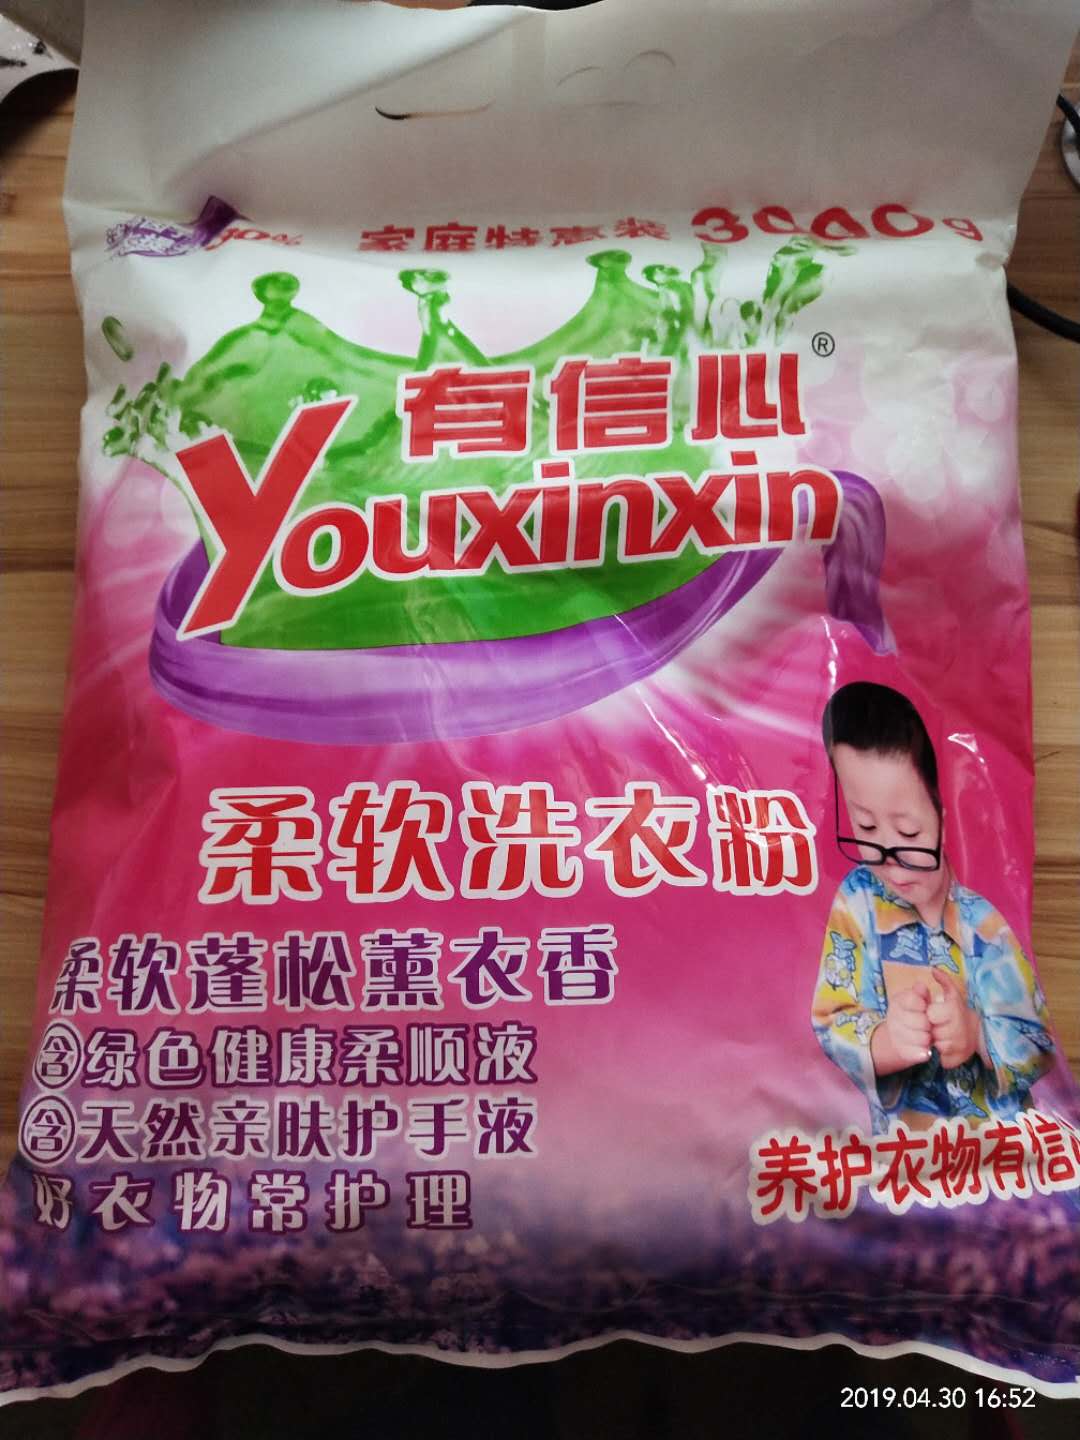 家庭特惠装 3000g
有信心®
Youxinxin
柔软洗衣粉
柔软蓬松薰衣香
含绿色健康柔顺液
含天然亲肤护手液
好衣物常护理
养护衣物有信心
2019.04.30 16:52